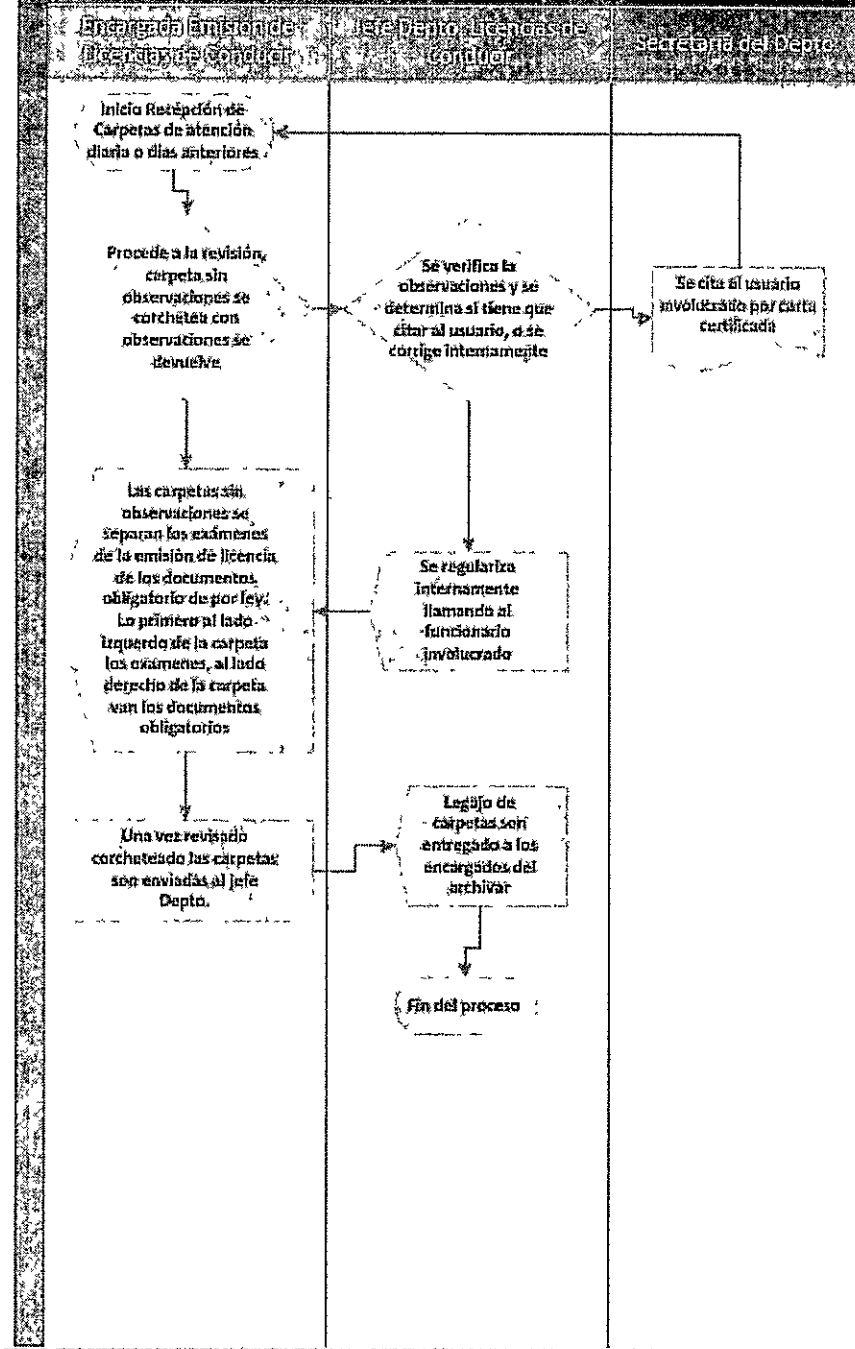 Encargada Emisión de
Licencias de Conducir
Jefe Depto. Licencias de
conducir
Secretaria del Depto.
Inicio Recepción de
Carpetas de atención
diaria o dias anteriores
Procede a la revisión,
carpeta sin
observaciones se
corchetea con
observaciones se
devuelve
Se verifica la
observaciones y se
determina si tiene que
citar al usuario, o se
corrige internamente
Se cita al usuario
involucrado por carta
certificada
Las carpetas sin
observaciones se
separan los exámenes
de la emisión de licencia
de los documentos
obligatorio de por ley.
Lo primero al lado
izquerdo de la carpeta
los exámenes, al lado
derecho de la carpeta
van los documentos
obligatorios
Se regulariza
internamente
llamando al
funcionario
involucrado
Una vez revisado
corcheteado las carpetas
son enviadas al jefe
Depto.
Legajo de
carpetas son
entregado a los
encargados del
archivar
Fin del proceso